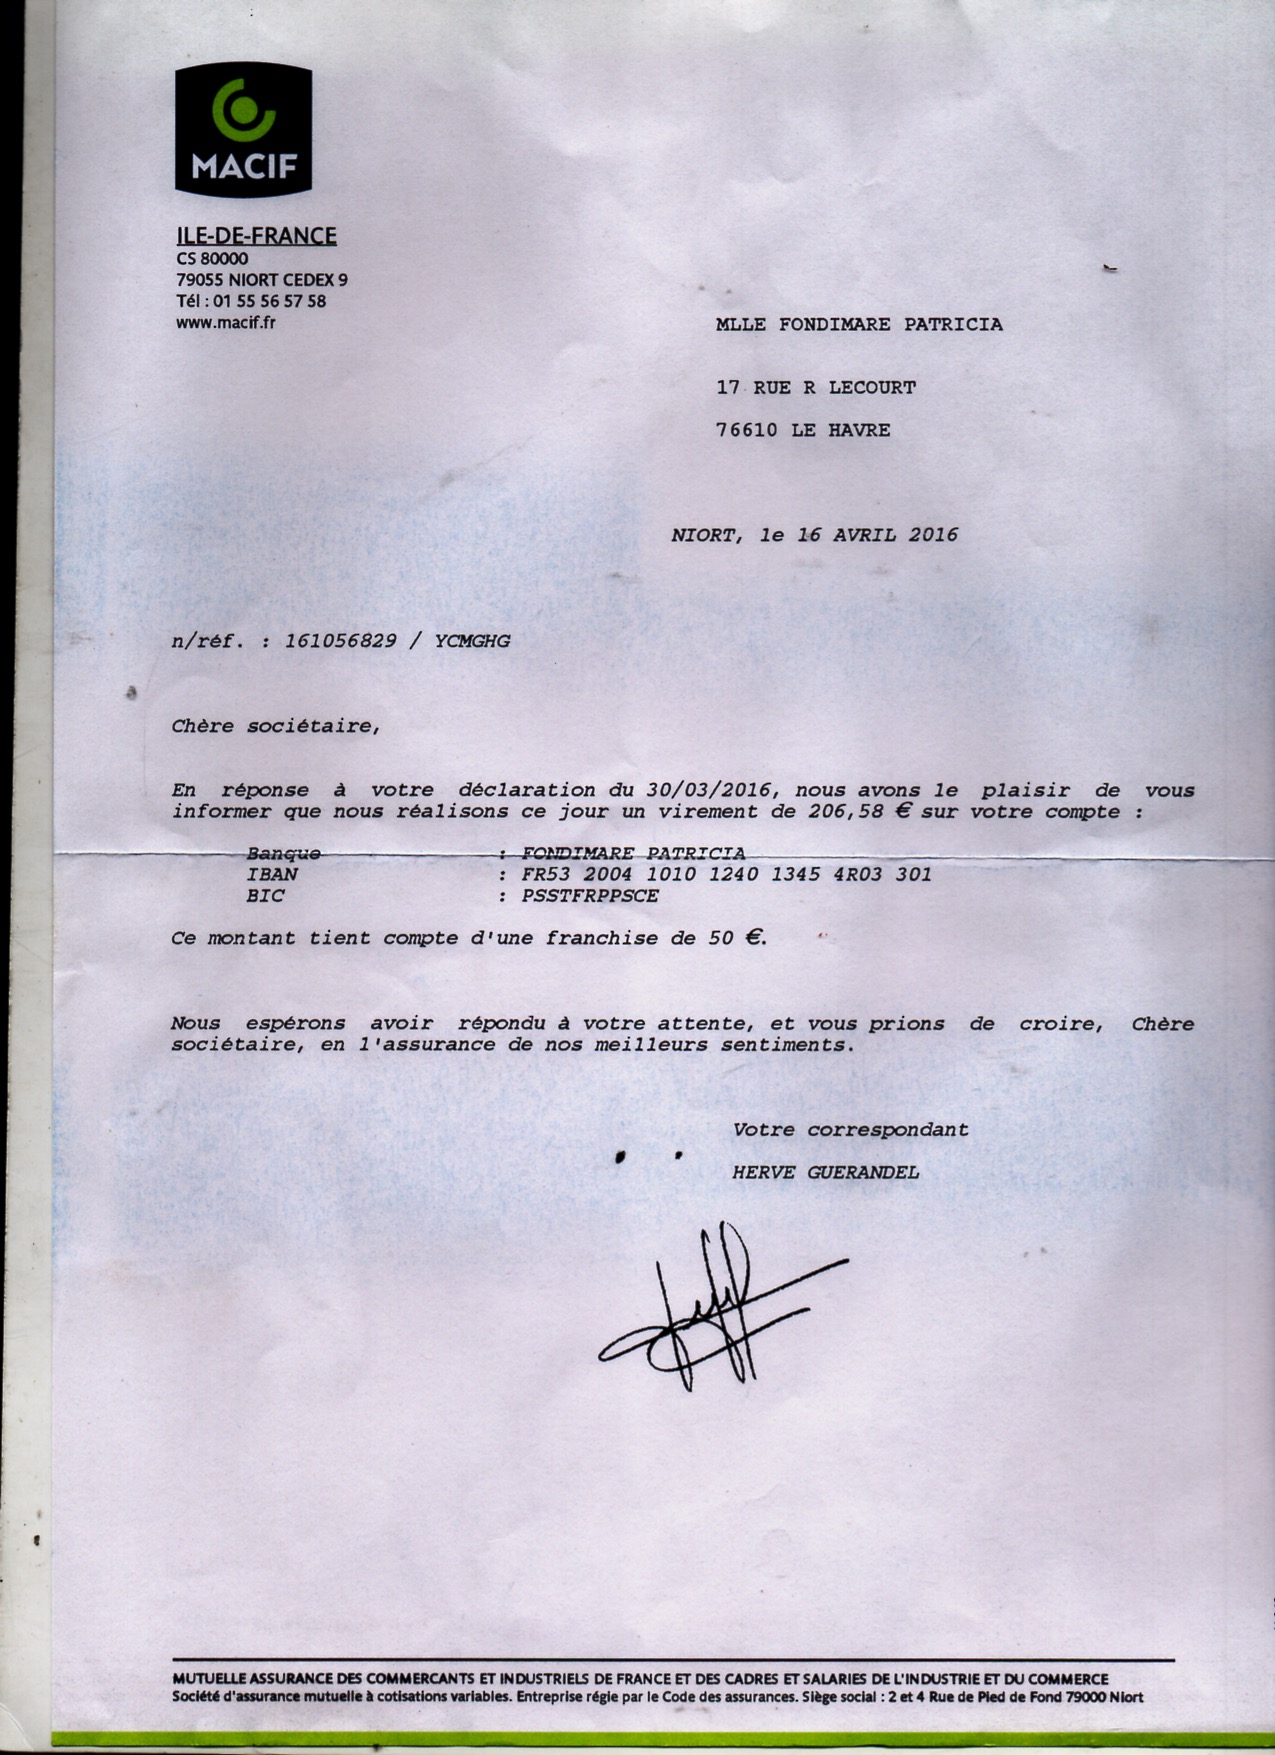 MACIF
ILE-DE-FRANCE
CS 80000
79055 NIORT CEDEX 9
Tél : 01 55 56 57 58
www.macif.fr
MLLE FONDIMARE PATRICIA
17 RUE R LECOURT
76610 LE HAVRE
NIORT, le 16 AVRIL 2016
n/réf. : 161056829 / YCMGHG
Chère sociétaire,
En réponse à votre déclaration du 30/03/2016, nous avons le plaisir de vous
informer que nous réalisons ce jour un virement de 206,58 € sur votre compte :
Banque : FONDIMARE PATRICIA
IBAN : FR53 2004 1010 1240 1345 4R03 301
BIC : PSSTFRPPSCE
Ce montant tient compte d'une franchise de 50 €.
Nous espérons avoir répondu à votre attente, et vous prions de croire, Chère
sociétaire, en l'assurance de nos meilleurs sentiments.
Votre correspondant
HERVE GUERANDEL
MUTUELLE ASSURANCE DES COMMERCANTS ET INDUSTRIELS DE FRANCE ET DES CADRES ET SALARIES DE L'INDUSTRIE ET DU COMMERCE
Société d'assurance mutuelle à cotisations variables. Entreprise régie par le Code des assurances. Siège social : 2 et 4 Rue de Pied de Fond 79000 Niort